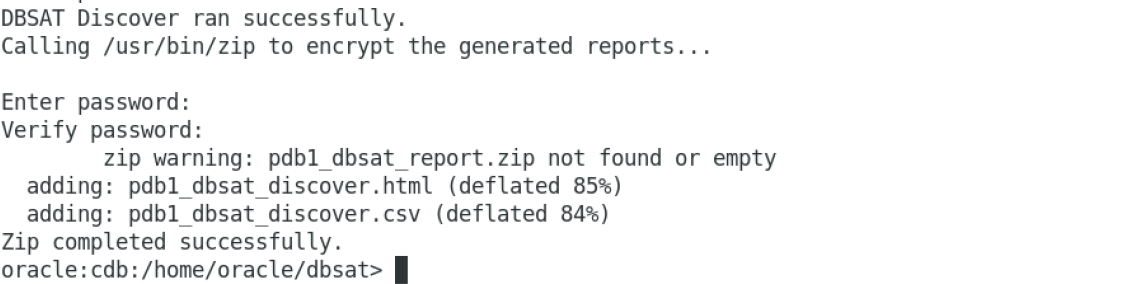 DBSAT Discover ran successfully.
Calling /usr/bin/zip to encrypt the generated reports...
Enter password:
Verify password:
zip warning: pdb1_dbsat_report.zip not found or empty
adding: pdb1_dbsat_discover.html (deflated 85%)
adding: pdb1_dbsat_discover.csv (deflated 84%)
Zip completed successfully.
oracle:cdb:/home/oracle/dbsat>